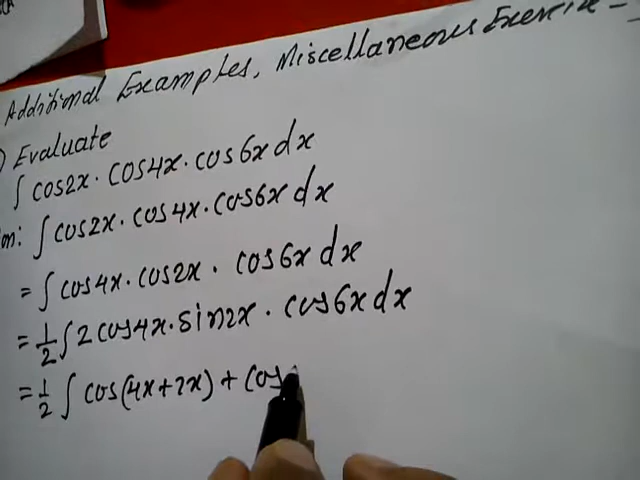 Additional Examples, Miscellaneous Exercise -
) Evaluate
∫ cos2x · cos4x · cos6x dx
m: ∫ cos2x · cos4x · cos6x dx
= ∫ cos4x · cos2x · cos6x dx
= 1/2 ∫ 2 cos4x · sin2x · cos6x dx
= 1/2 ∫ cos(4x+2x) + cos